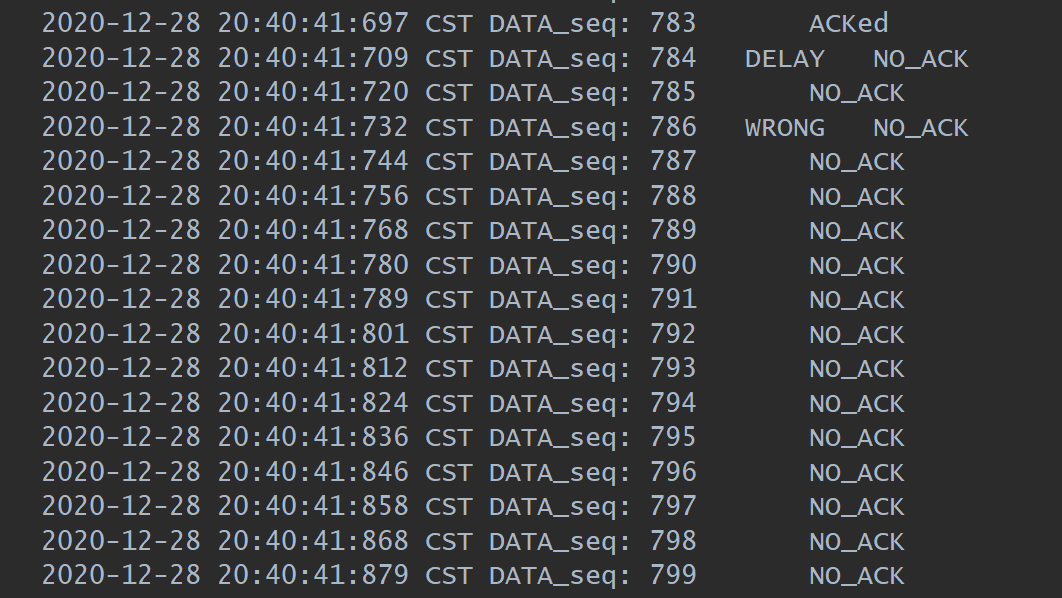 2020-12-28 20:40:41:697 CST DATA_seq: 783 ACKed
2020-12-28 20:40:41:709 CST DATA_seq: 784 DELAY NO_ACK
2020-12-28 20:40:41:720 CST DATA_seq: 785 NO_ACK
2020-12-28 20:40:41:732 CST DATA_seq: 786 WRONG NO_ACK
2020-12-28 20:40:41:744 CST DATA_seq: 787 NO_ACK
2020-12-28 20:40:41:756 CST DATA_seq: 788 NO_ACK
2020-12-28 20:40:41:768 CST DATA_seq: 789 NO_ACK
2020-12-28 20:40:41:780 CST DATA_seq: 790 NO_ACK
2020-12-28 20:40:41:789 CST DATA_seq: 791 NO_ACK
2020-12-28 20:40:41:801 CST DATA_seq: 792 NO_ACK
2020-12-28 20:40:41:812 CST DATA_seq: 793 NO_ACK
2020-12-28 20:40:41:824 CST DATA_seq: 794 NO_ACK
2020-12-28 20:40:41:836 CST DATA_seq: 795 NO_ACK
2020-12-28 20:40:41:846 CST DATA_seq: 796 NO_ACK
2020-12-28 20:40:41:858 CST DATA_seq: 797 NO_ACK
2020-12-28 20:40:41:868 CST DATA_seq: 798 NO_ACK
2020-12-28 20:40:41:879 CST DATA_seq: 799 NO_ACK